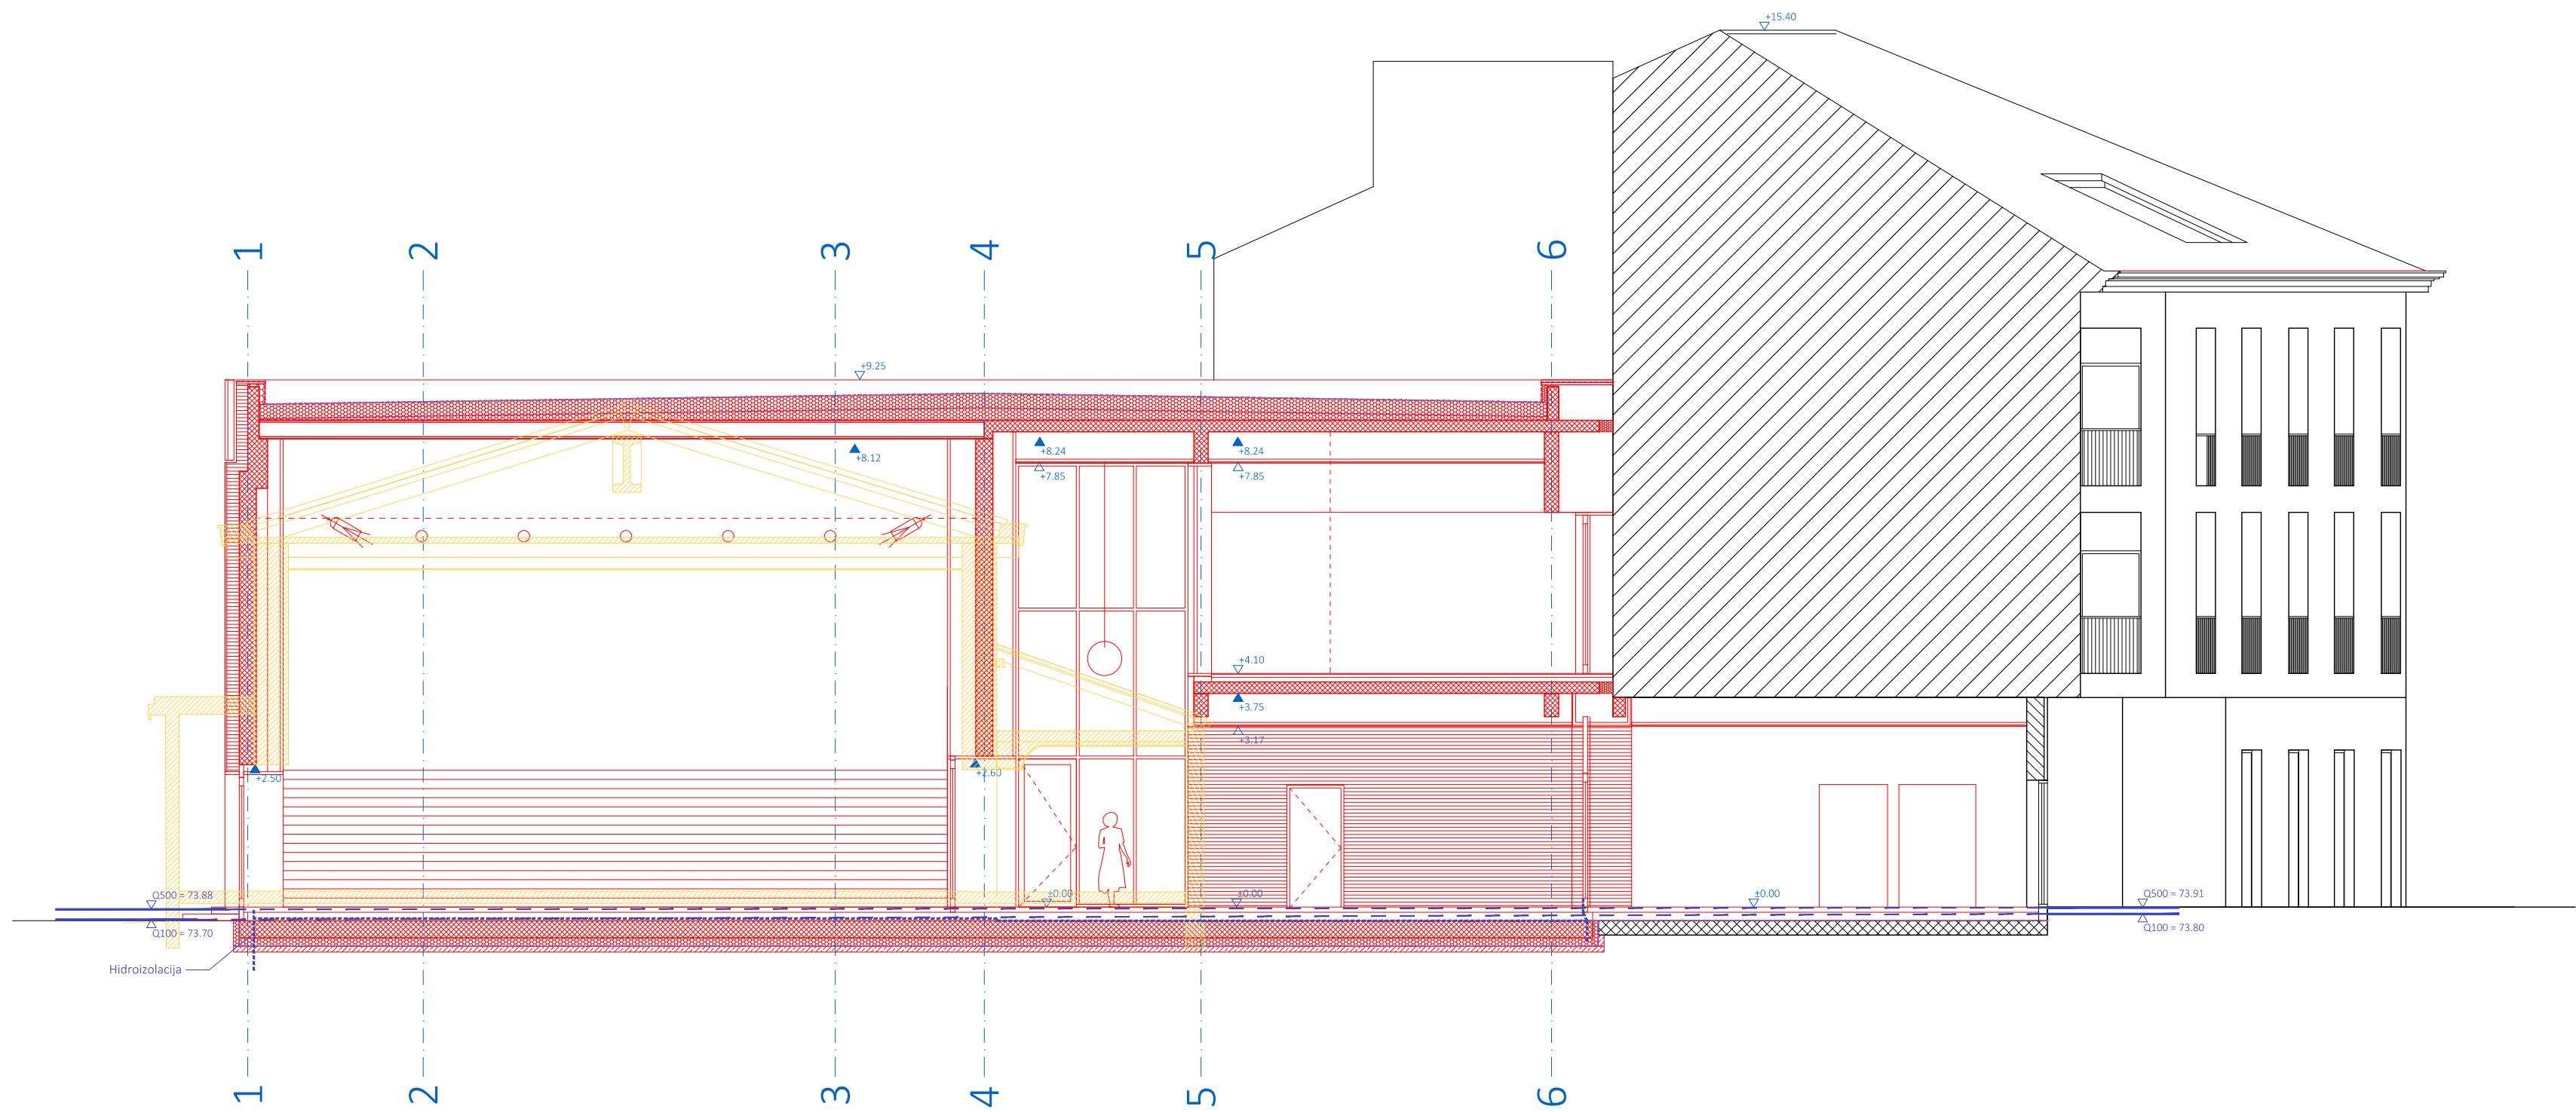 +15.40
1 2 3 4 5 6
+9.25
+8.24
+8.24
+8.12
+7.85
+7.85
+4.10
+3.75
+3.17
+2.50
+2.60
Q500 = 73.88
±0.00
±0.00
±0.00
Q500 = 73.91
Q100 = 73.70
Q100 = 73.80
Hidroizolacija
1 2 3 4 5 6